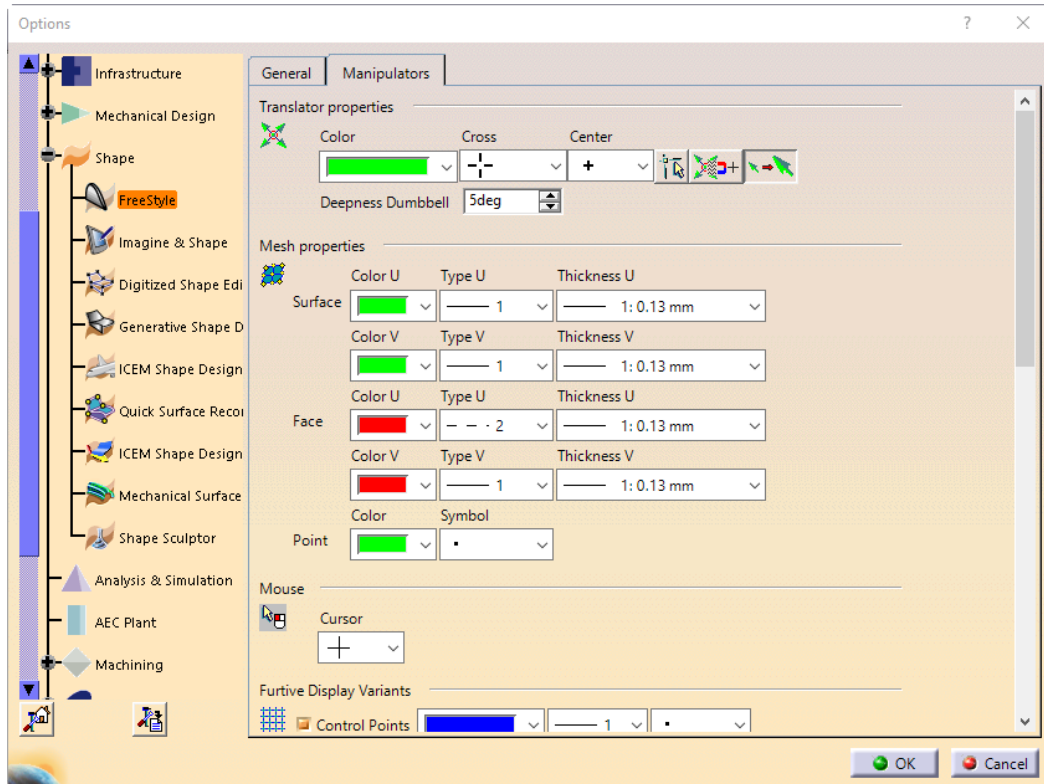 Options
?
Infrastructure
Mechanical Design
Shape
FreeStyle
Imagine & Shape
Digitized Shape Edi
Generative Shape D
ICEM Shape Design
Quick Surface Recor
ICEM Shape Design
Mechanical Surface
Shape Sculptor
Analysis & Simulation
AEC Plant
Machining
General
Manipulators
Translator properties
Color Cross Center
Deepness Dumbbell 5deg
Mesh properties
Color U Type U Thickness U
Surface 1 1: 0.13 mm
Color V Type V Thickness V
1 1: 0.13 mm
Color U Type U Thickness U
Face 2 1: 0.13 mm
Color V Type V Thickness V
1 1: 0.13 mm
Color Symbol
Point
Mouse
Cursor
Furtive Display Variants
Control Points 1
OK Cancel